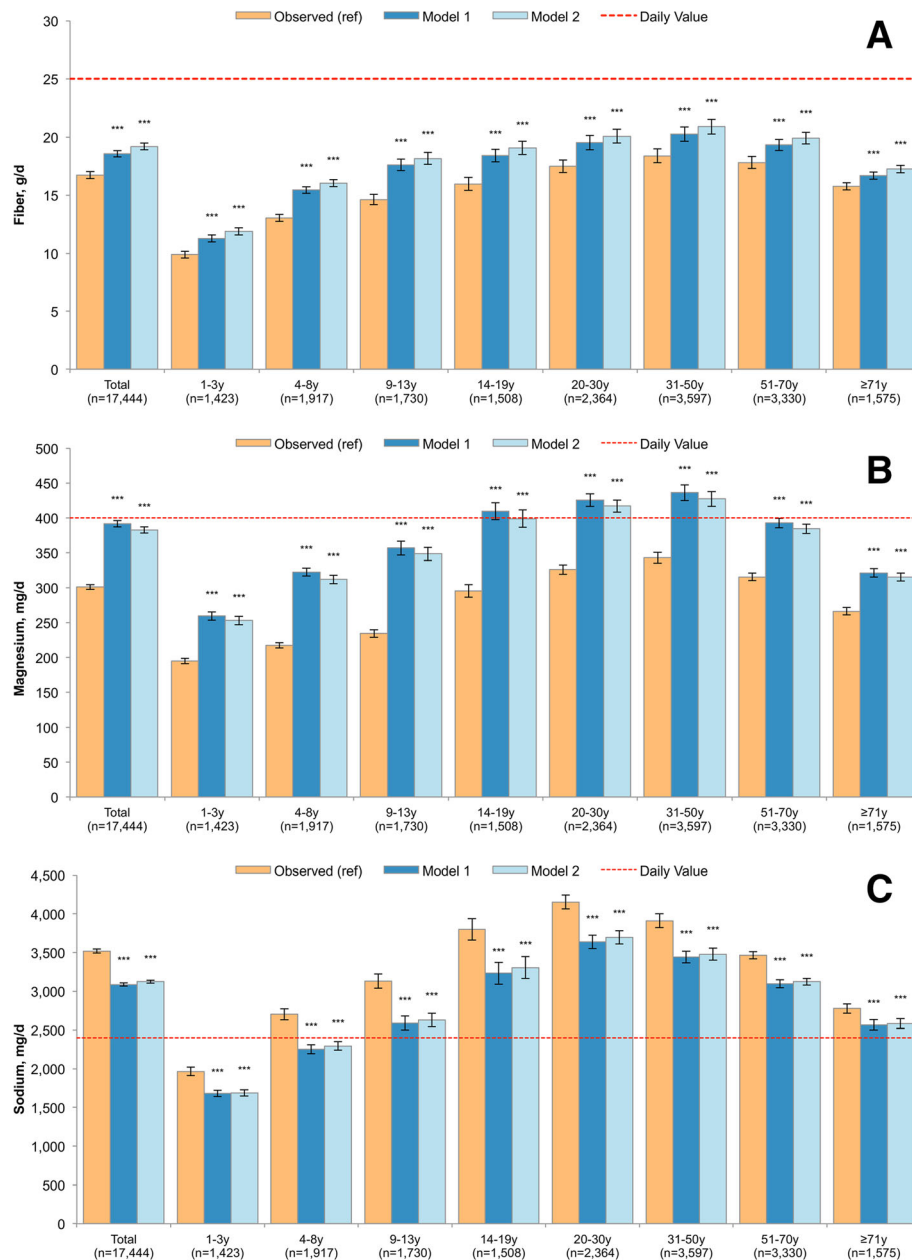 Observed (ref) Model 1 Model 2 Daily Value
A
30
25
20
15
10
5
0
Fiber, g/d
*** *** *** *** *** *** *** *** *** *** *** *** *** *** *** *** *** ***
Total 1-3y 4-8y 9-13y 14-19y 20-30y 31-50y 51-70y ≥71y
(n=17,444) (n=1,423) (n=1,917) (n=1,730) (n=1,508) (n=2,364) (n=3,597) (n=3,330) (n=1,575)
Observed (ref) Model 1 Model 2 Daily Value
B
500
450
400
350
300
250
200
150
100
50
0
Magnesium, mg/d
*** *** *** *** *** *** *** *** *** *** *** *** *** *** *** *** *** ***
Total 1-3y 4-8y 9-13y 14-19y 20-30y 31-50y 51-70y ≥71y
(n=17,444) (n=1,423) (n=1,917) (n=1,730) (n=1,508) (n=2,364) (n=3,597) (n=3,330) (n=1,575)
Observed (ref) Model 1 Model 2 Daily Value
C
4,500
4,000
3,500
3,000
2,500
2,000
1,500
1,000
500
0
Sodium, mg/d
*** *** *** *** *** *** *** *** *** *** *** *** *** *** *** *** *** ***
Total 1-3y 4-8y 9-13y 14-19y 20-30y 31-50y 51-70y ≥71y
(n=17,444) (n=1,423) (n=1,917) (n=1,730) (n=1,508) (n=2,364) (n=3,597) (n=3,330) (n=1,575)